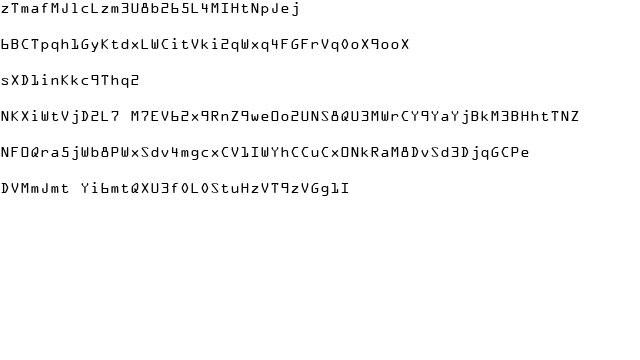 zTmafMJlcLzm3U8b265L4MIHtNpJej
6BCTpqh1GyKtdxLWCitVki2qWxq4FGFrVq0oX9ooX
sXD1inKkc9Thq2
NKXiWtVjD2L7 M7EV62x9RnZ9weOo2UNS8QU3MWrCY9YaYjBkM3BHhtTNZ
NFOQra5jWb8PWxSdv4mgcxCV1IWYhCCuCxONkRaM8DvSd3DjqGCPe
DVMmJmt Yi6mtQXU3f0L0StuHzVT9zVGg1I